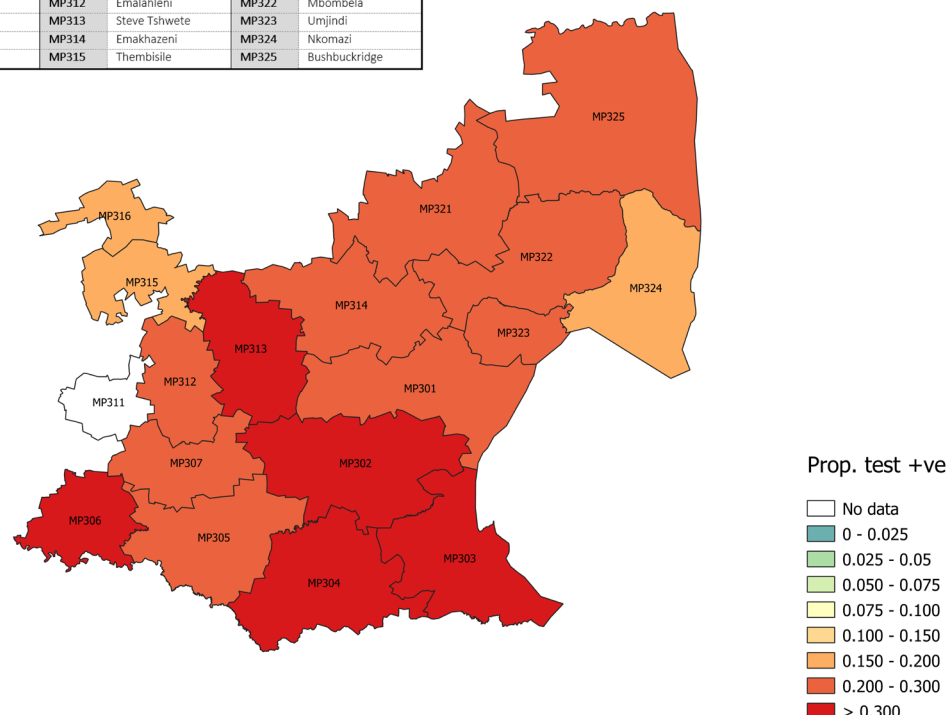 MP312 Emalahleni MP322 Mbombela
MP313 Steve Tshwete MP323 Umjindi
MP314 Emakhazeni MP324 Nkomazi
MP315 Thembisile MP325 Bushbuckridge
MP325
MP316
MP321
MP322
MP315
MP324
MP314
MP323
MP313
MP312
MP301
MP311
MP307
MP302
MP306
MP305
MP303
MP304
Prop. test +ve
No data
0 - 0.025
0.025 - 0.05
0.050 - 0.075
0.075 - 0.100
0.100 - 0.150
0.150 - 0.200
0.200 - 0.300
> 0.300